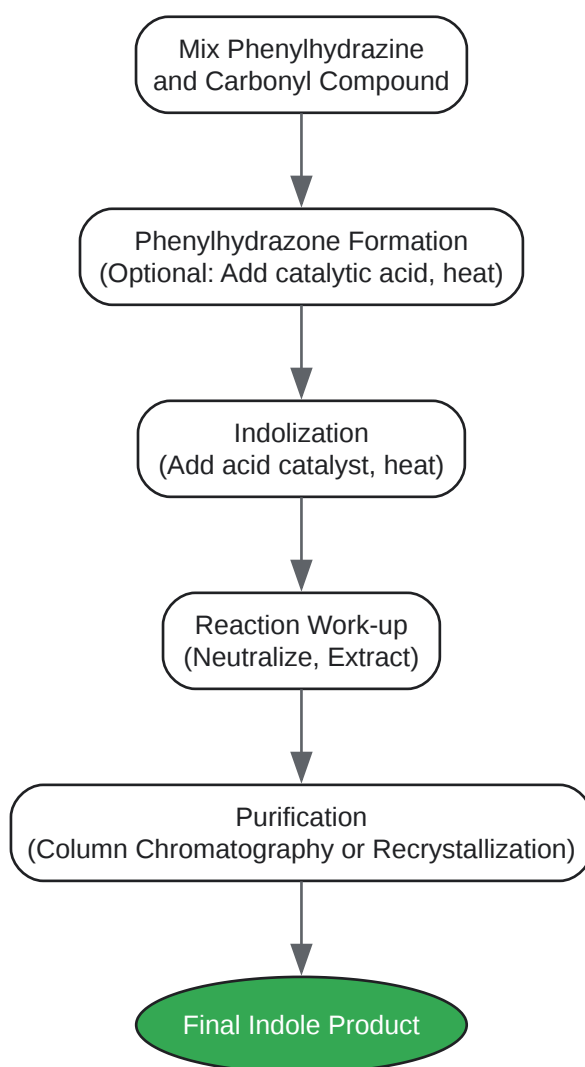 Mix Phenylhydrazine
and Carbonyl Compound
Phenylhydrazone Formation
(Optional: Add catalytic acid, heat)
Indolization
(Add acid catalyst, heat)
Reaction Work-up
(Neutralize, Extract)
Purification
(Column Chromatography or Recrystallization)
Final Indole Product